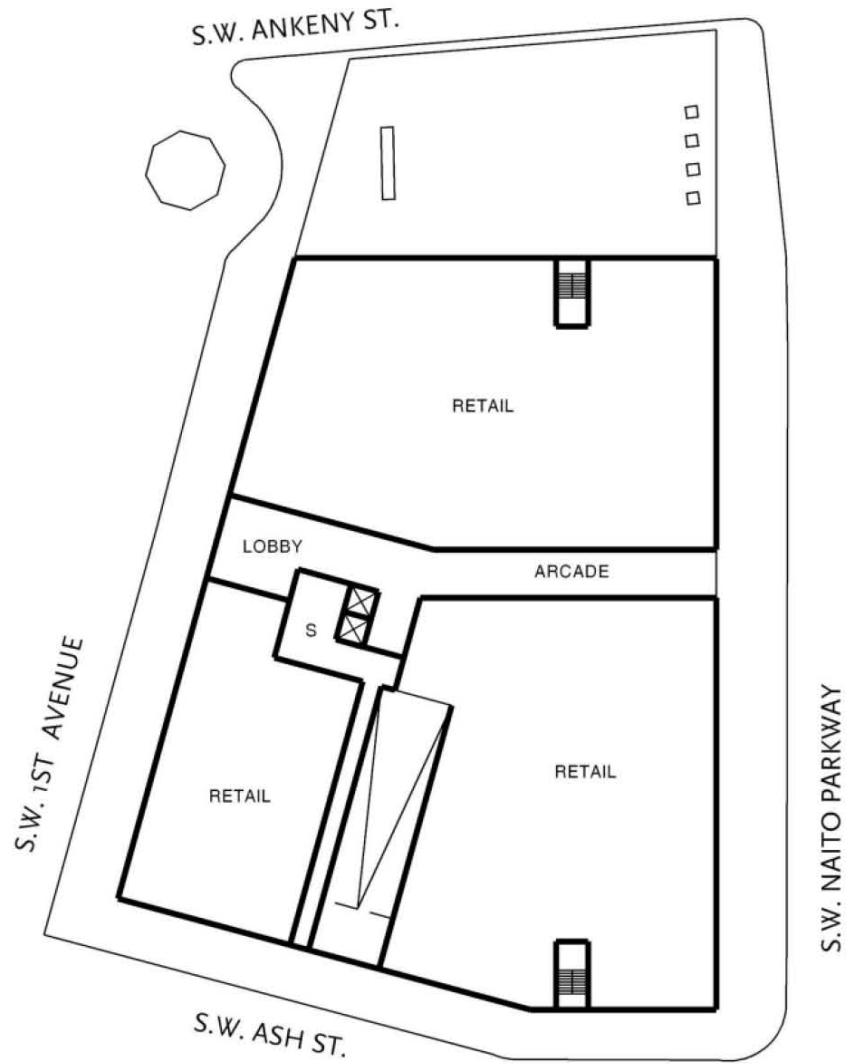 S.W. ANKENY ST.
RETAIL
LOBBY
ARCADE
S
S.W. 1ST AVENUE
RETAIL
RETAIL
S.W. NAITO PARKWAY
S.W. ASH ST.